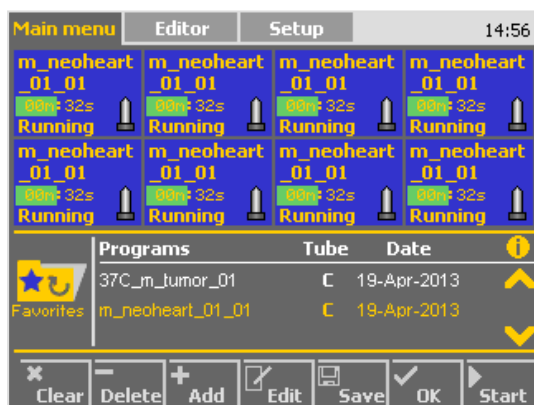 Main menu Editor Setup 14:56
m_neoheart m_neoheart m_neoheart m_neoheart
_01_01 _01_01 _01_01 _01_01
00m: 32s 00m: 32s 00m: 32s 00m: 32s
Running Running Running Running
m_neoheart m_neoheart m_neoheart m_neoheart
_01_01 _01_01 _01_01 _01_01
00m: 32s 00m: 32s 00m: 32s 00m: 32s
Running Running Running Running
Programs Tube Date i
37C_m_tumor_01 C 19-Apr-2013
Favorites m_neoheart_01_01 C 19-Apr-2013
Clear Delete Add Edit Save OK Start